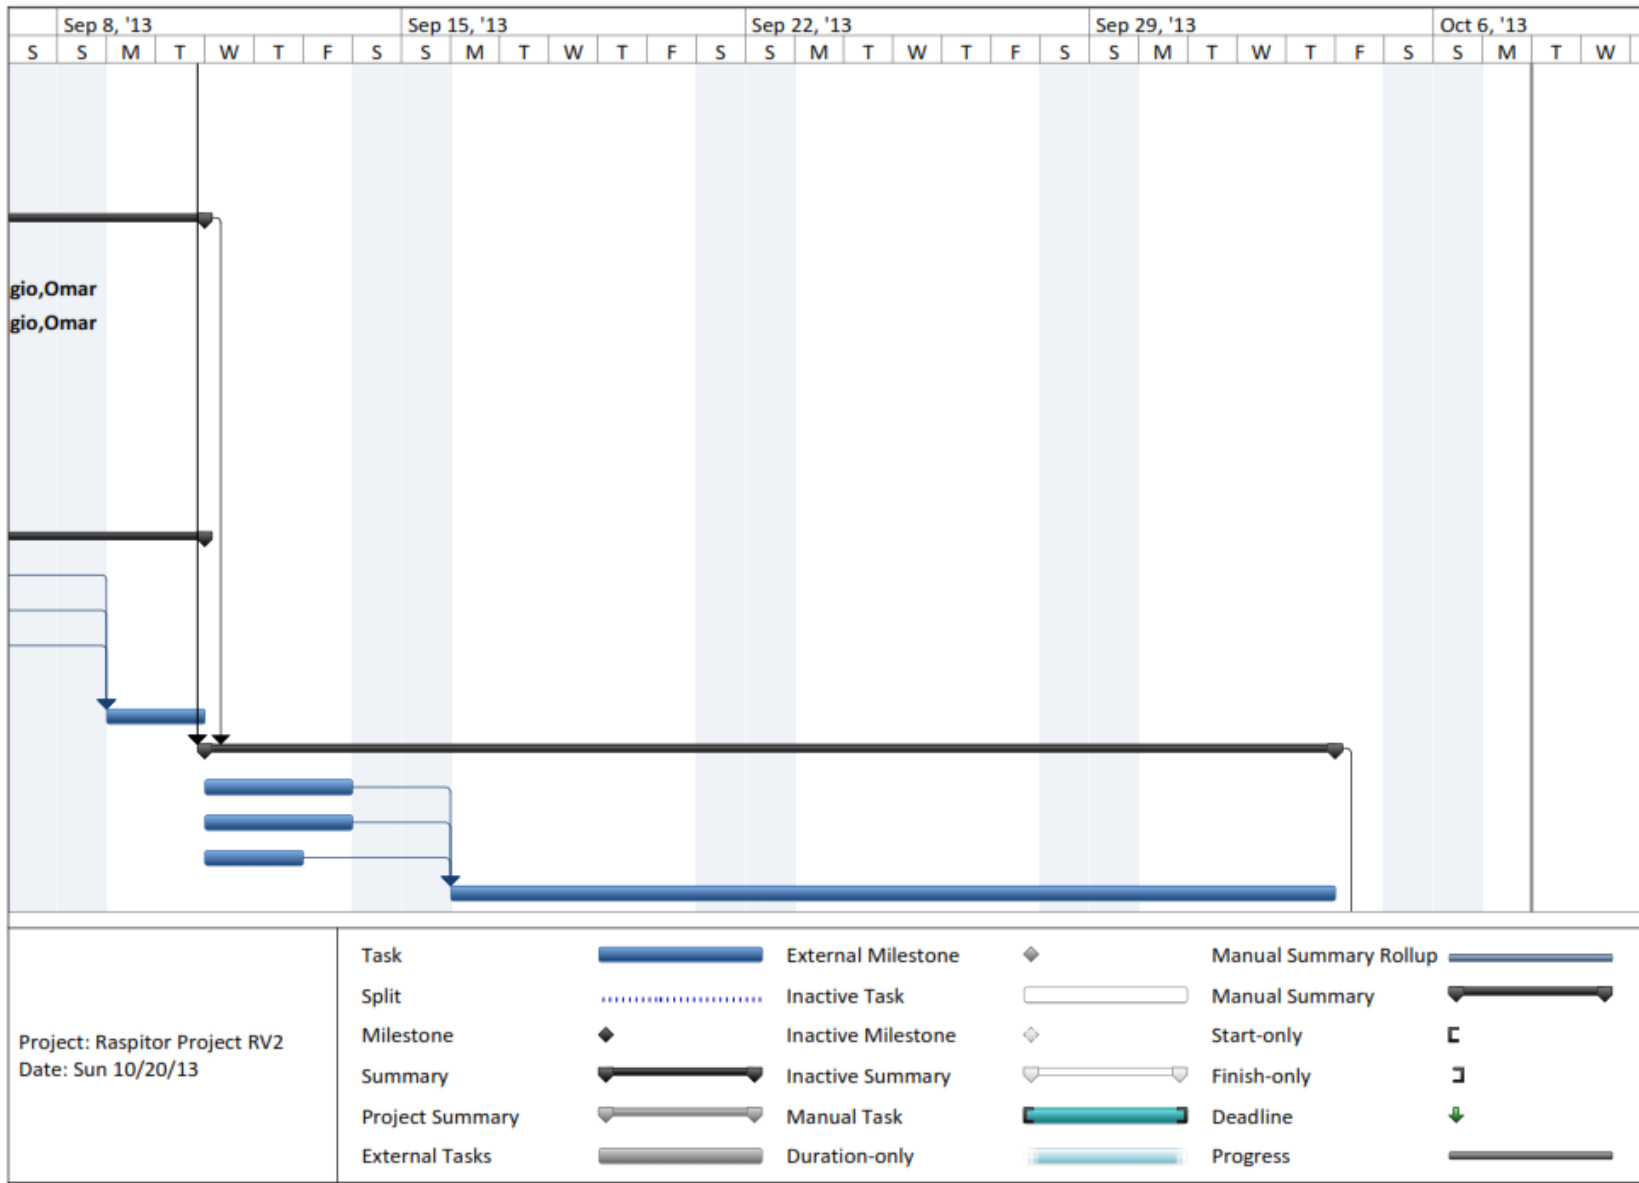 Sep 8, '13 Sep 15, '13 Sep 22, '13 Sep 29, '13 Oct 6, '13
S S M T W T F S S M T W T F S S M T W T F S S M T W T F S S M T W
gio,Omar
gio,Omar
Project: Raspitor Project RV2
Date: Sun 10/20/13
Task
Split
Milestone
Summary
Project Summary
External Tasks
External Milestone
Inactive Task
Inactive Milestone
Inactive Summary
Manual Task
Duration-only
Manual Summary Rollup
Manual Summary
Start-only
Finish-only
Deadline
Progress